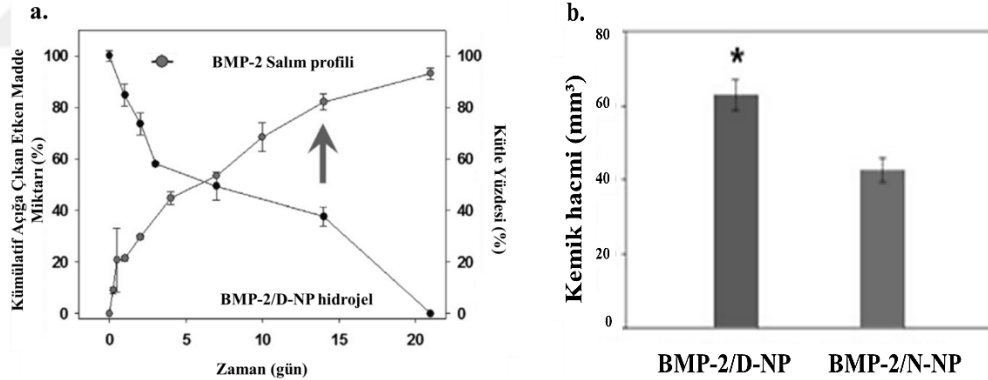 a.
Kümülatif Açığa Çıkan Etken Madde
Miktarı (%)
100
80
60
40
20
0
BMP-2 Salım profili
BMP-2/D-NP hidrojel
100
80
60
40
20
0
Kütle Yüzdesi (%)
0 5 10 15 20
Zaman (gün)
b.
Kemik hacmi (mm³)
80
60
40
20
0
*
BMP-2/D-NP BMP-2/N-NP